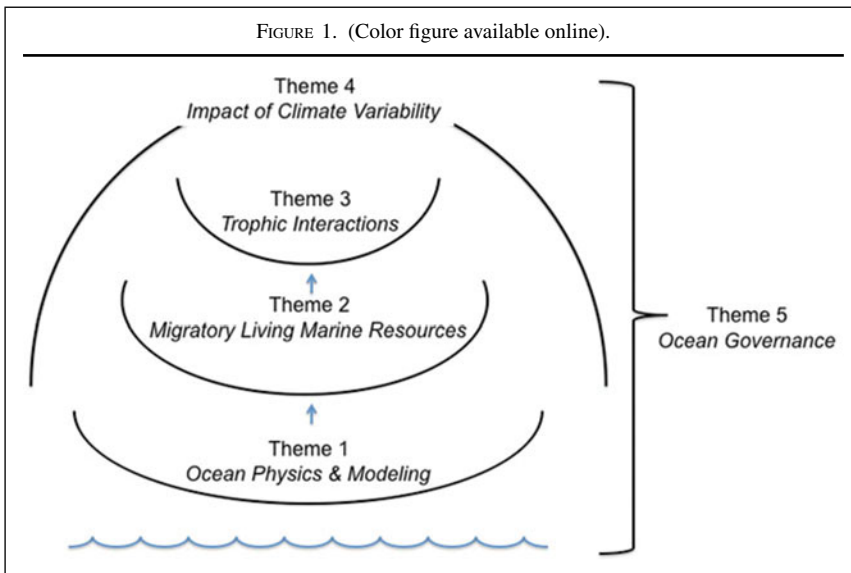 FIGURE 1. (Color figure available online).
Theme 4
Impact of Climate Variability
Theme 3
Trophic Interactions
Theme 2
Migratory Living Marine Resources
Theme 1
Ocean Physics & Modeling
Theme 5
Ocean Governance